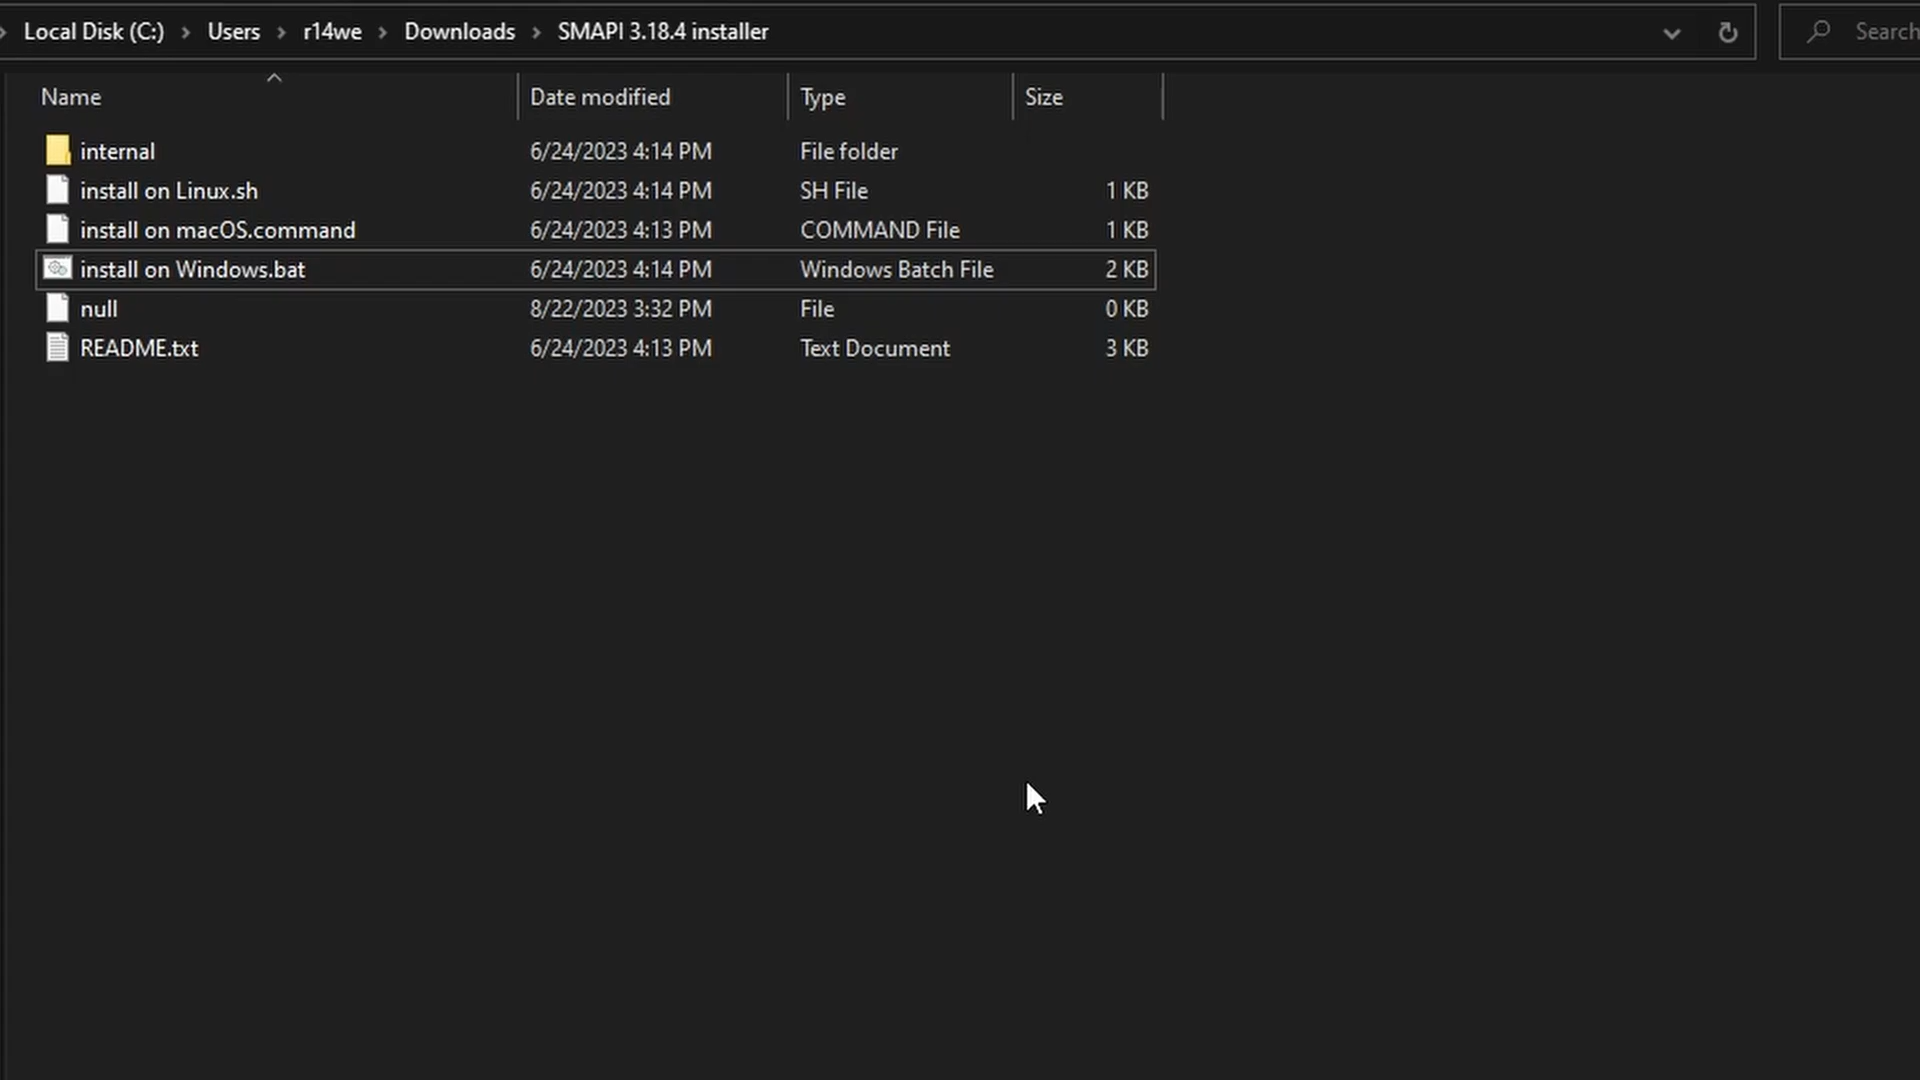 Local Disk (C:) › Users › r14we › Downloads › SMAPI 3.18.4 installer Search
Name Date modified Type Size
internal 6/24/2023 4:14 PM File folder
install on Linux.sh 6/24/2023 4:14 PM SH File 1 KB
install on macOS.command 6/24/2023 4:13 PM COMMAND File 1 KB
install on Windows.bat 6/24/2023 4:14 PM Windows Batch File 2 KB
null 8/22/2023 3:32 PM File 0 KB
README.txt 6/24/2023 4:13 PM Text Document 3 KB